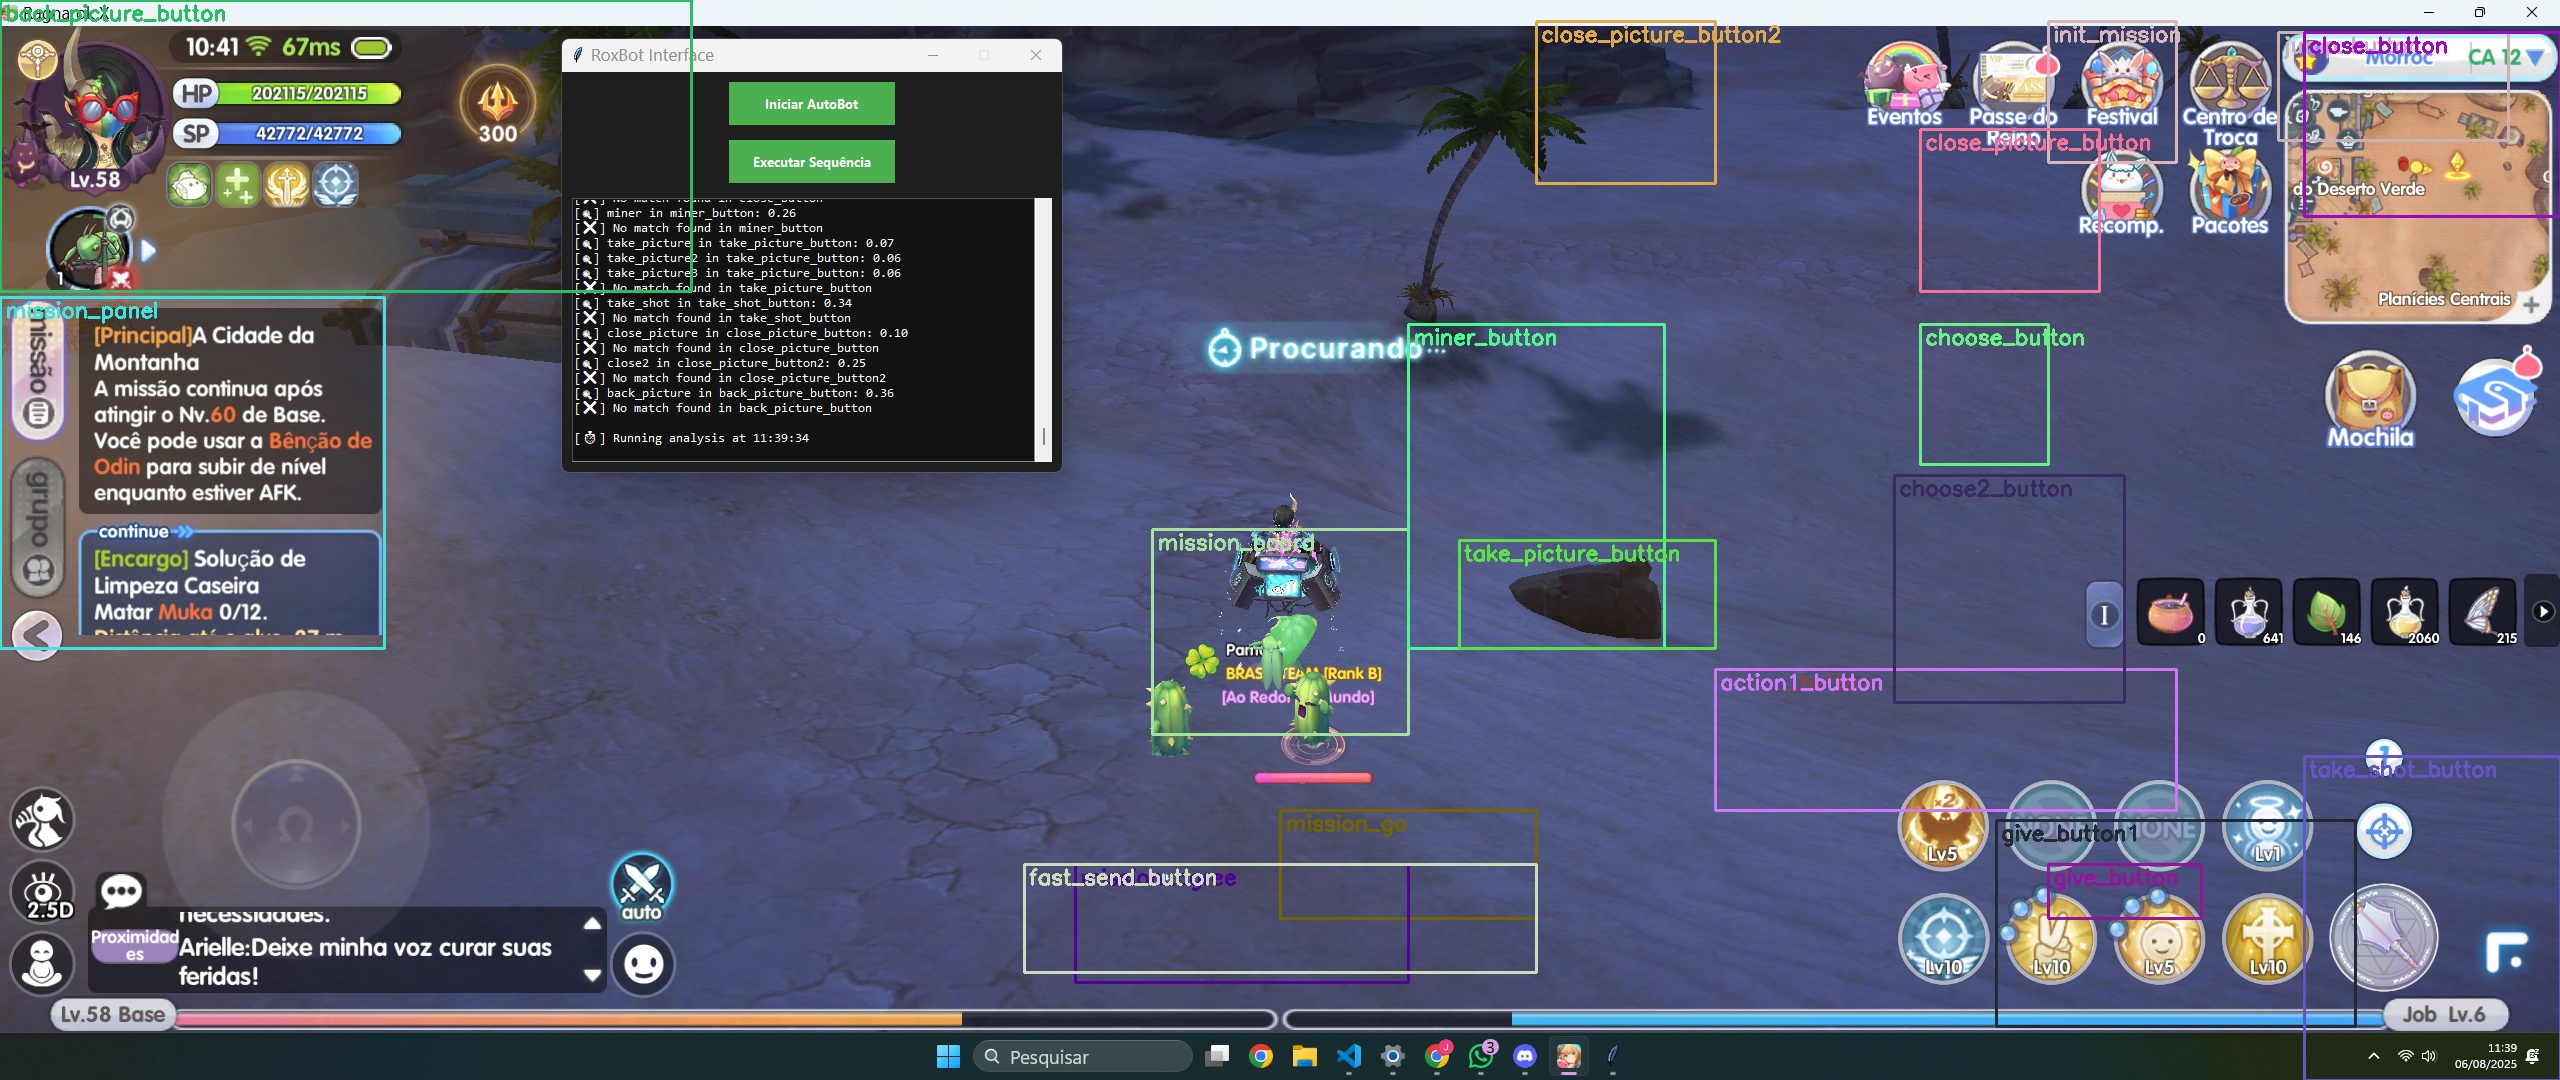 back_picture_button
10:41 67ms
HP 202115/202115
SP 42772/42772
300
Lv.58
1
mission_panel
missão
grupo
[Principal]A Cidade da
Montanha
A missão continua após
atingir o Nv.60 de Base.
Você pode usar a Bênção de
Odin para subir de nível
enquanto estiver AFK.
continue
[Encargo] Solução de
Limpeza Caseira
Matar Muka 0/12.
RoxBot Interface
Iniciar AutoBot
Executar Sequência
[❌] No match found in close_button
[🔍] miner in miner_button: 0.26
[❌] No match found in miner_button
[🔍] take_picture in take_picture_button: 0.07
[🔍] take_picture2 in take_picture_button: 0.06
[🔍] take_picture3 in take_picture_button: 0.06
[❌] No match found in take_picture_button
[🔍] take_shot in take_shot_button: 0.34
[❌] No match found in take_shot_button
[🔍] close_picture in close_picture_button: 0.10
[❌] No match found in close_picture_button
[🔍] close2 in close_picture_button2: 0.25
[❌] No match found in close_picture_button2
[🔍] back_picture in back_picture_button: 0.36
[❌] No match found in back_picture_button
[⏱] Running analysis at 11:39:34
close_picture_button2
init_mission
close_button
Morroc CA 12
Eventos
Passe do
Reino
Festival
Centro de
Troca
close_picture_button
Recomp.
Pacotes
do Deserto Verde
Planícies Centrais
Procurando...
miner_button
choose_button
Mochila
choose2_button
mission_board
take_picture_button
[Rank B]
[Ao Redor
I
0
641
146
2060
215
action1_button
take_shot_button
mission_go
fast_send_button
give_button1
give_button
x2
Lv5
NONE
Lv1
Lv10
Lv10
Lv5
Lv10
2.5D
auto
necessidades.
Proximidad
es
Arielle:Deixe minha voz curar suas
feridas!
Lv.58 Base
Job Lv.6
Pesquisar
3
11:39
06/08/2025